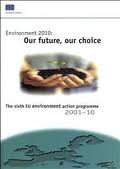 Environment 2010:
Our future, our choice
The sixth EU environment action programme
2001–10